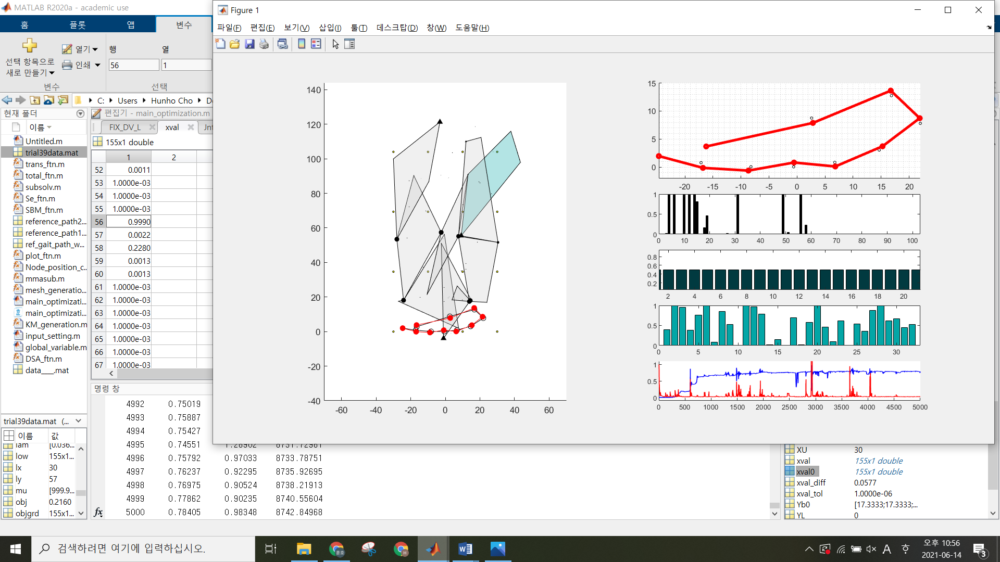 MATLAB R2020a - academic use
홈 플롯 앱 변수
선택 항목으로
새로 만들기
열기
인쇄
변수
행 열
56 1
선택
C: Users Hunho Cho
현재 폴더
이름
Untitled.m
trial39data.mat
trans_ftn.m
total_ftn.m
subsolv.m
Se_ftn.m
SBM_ftn.m
reference_path2...
reference_path1...
ref_gait_path_w...
plot_ftn.m
Node_position_c...
mmasub.m
mesh_generatio...
main_optimizati...
main_optimizati...
KM_generation.m
input_setting.m
global_variable.m
DSA_ftn.m
data___.mat
trial39data.mat (...
이름 값
lam [0.036...
low 155x1...
lx 30
ly 57
mu [999.9...
obj 0.2160
objgrd 155x1...
편집기 - main_optimization.m
FIX_DV_L xval
155x1 double
1 2
52 0.0011
53 1.0000e-03
54 1.0000e-03
55 1.0000e-03
56 0.9990
57 0.0022
58 0.2280
59 0.0013
60 0.0013
61 1.0000e-03
62 1.0000e-03
63 1.0000e-03
64 1.0000e-03
65 1.0000e-03
66 1.0000e-03
67 1.0000e-03
명령 창
4992 0.75019
4993 0.75887
4994 0.75427
4995 0.74551 1.28902 8731.72961
4996 0.75792 0.97033 8733.78751
4997 0.76237 0.92295 8735.92695
4998 0.76975 0.90524 8738.21913
4999 0.77862 0.90235 8740.55604
5000 0.78405 0.98348 8742.84968
fx
Figure 1
파일(F) 편집(E) 보기(V) 삽입(I) 툴(T) 데스크탑(D) 창(W) 도움말(H)
140
120
100
80
60
40
20
0
-20
-40
-60 -40 -20 0 20 40 60
15
10
5
0
-20 -15 -10 -5 0 5 10 15 20
1
0.5
0
0 10 20 30 40 50 60 70 80 90 100
0.8
0.6
0.4
0.2
2 4 6 8 10 12 14 16 18 20
1
0.5
0
0 5 10 15 20 25 30
1
0.5
0
0 500 1000 1500 2000 2500 3000 3500 4000 4500 5000
XU 30
xval 155x1 double
xval0 155x1 double
xval_diff 0.0577
xval_tol 1.0000e-06
Yb0 [17.3333;17.3333;...
YL 0
검색하려면 여기에 입력하십시오.
A
오후 10:56
2021-06-14
3